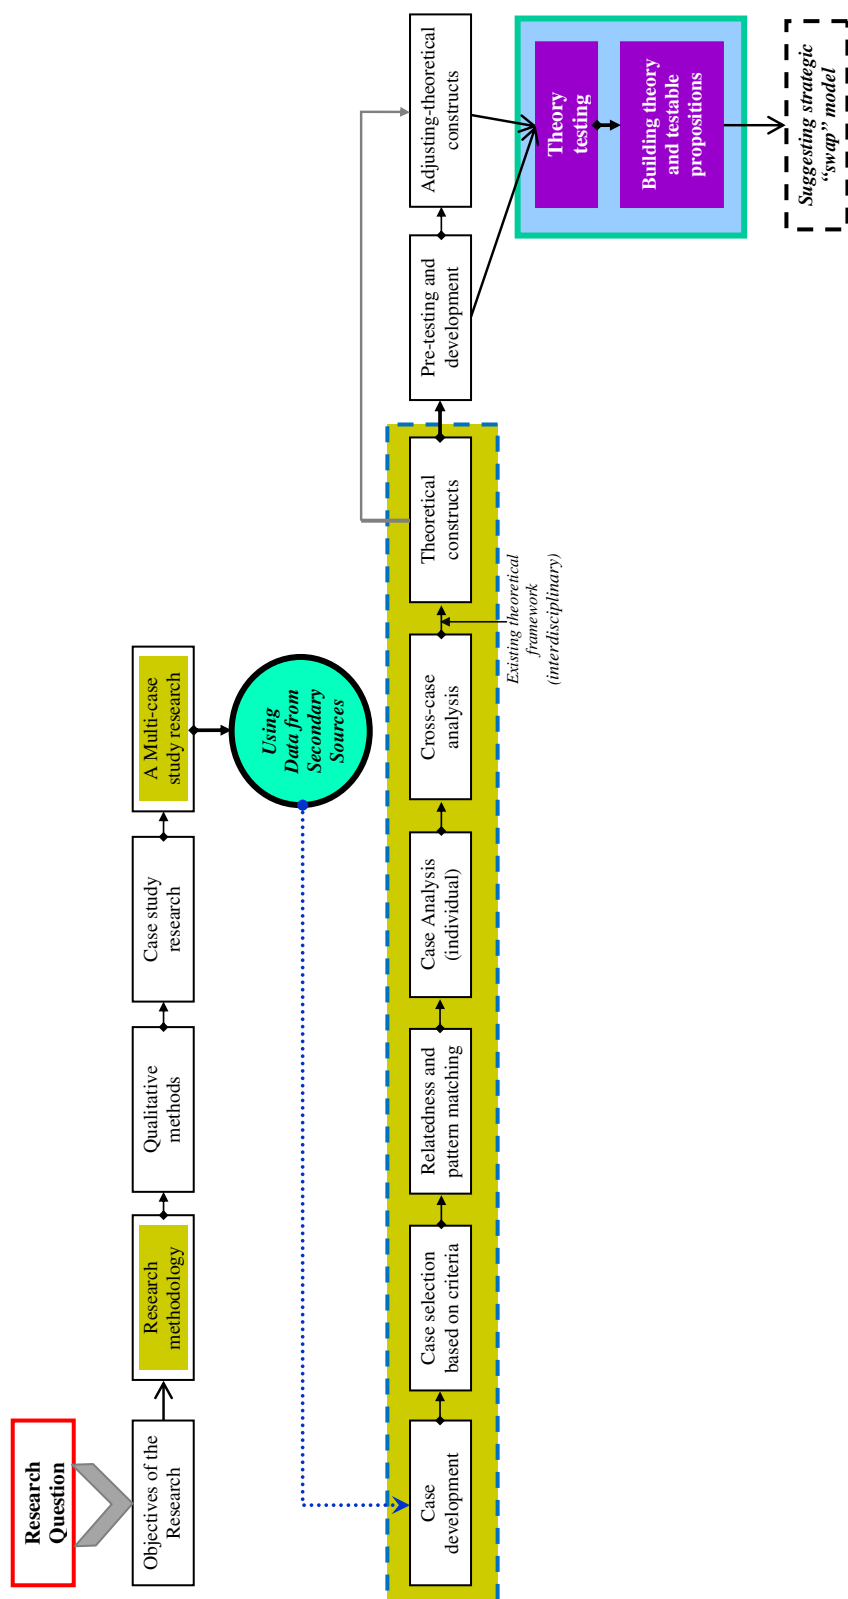 Research
Question
Objectives of the
Research
Research
methodology
Qualitative
methods
Case study
research
A Multi-case
study research
Using
Data from
Secondary
Sources
Case
development
Case selection
based on criteria
Relatedness and
pattern matching
Case Analysis
(individual)
Cross-case
analysis
Existing theoretical
framework
(interdisciplinary)
Theoretical
constructs
Pre-testing and
development
Adjusting-theoretical
constructs
Theory
testing
Building theory
and testable
propositions
Suggesting strategic
“swap” model